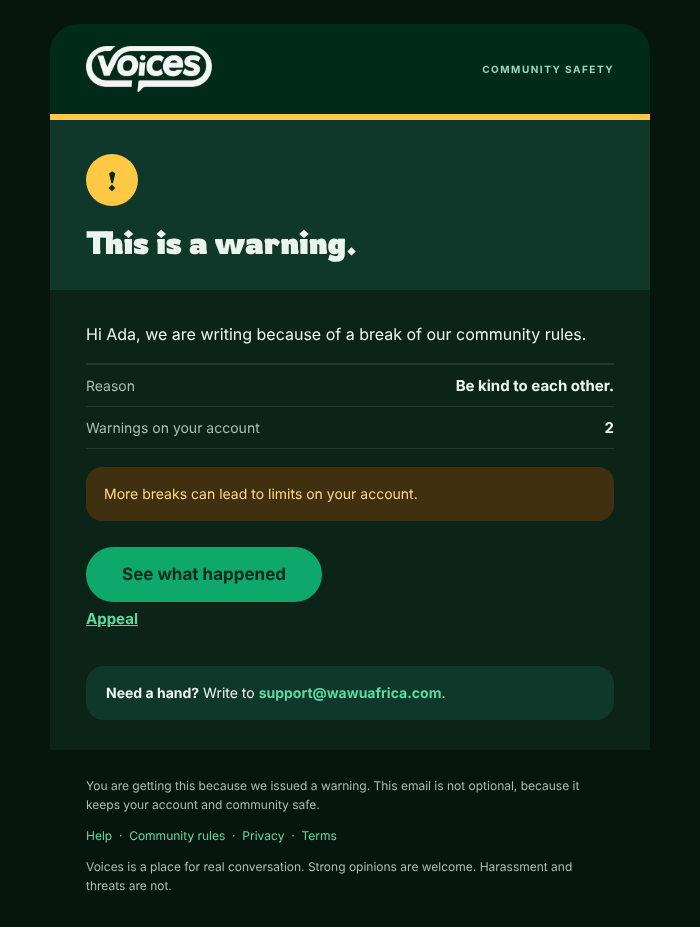 Voices
COMMUNITY SAFETY
!
This is a warning.
Hi Ada, we are writing because of a break of our community rules.
Reason Be kind to each other.
Warnings on your account 2
More breaks can lead to limits on your account.
See what happened
Appeal
Need a hand? Write to support@wawuafrica.com.
You are getting this because we issued a warning. This email is not optional, because it
keeps your account and community safe.
Help · Community rules · Privacy · Terms
Voices is a place for real conversation. Strong opinions are welcome. Harassment and
threats are not.